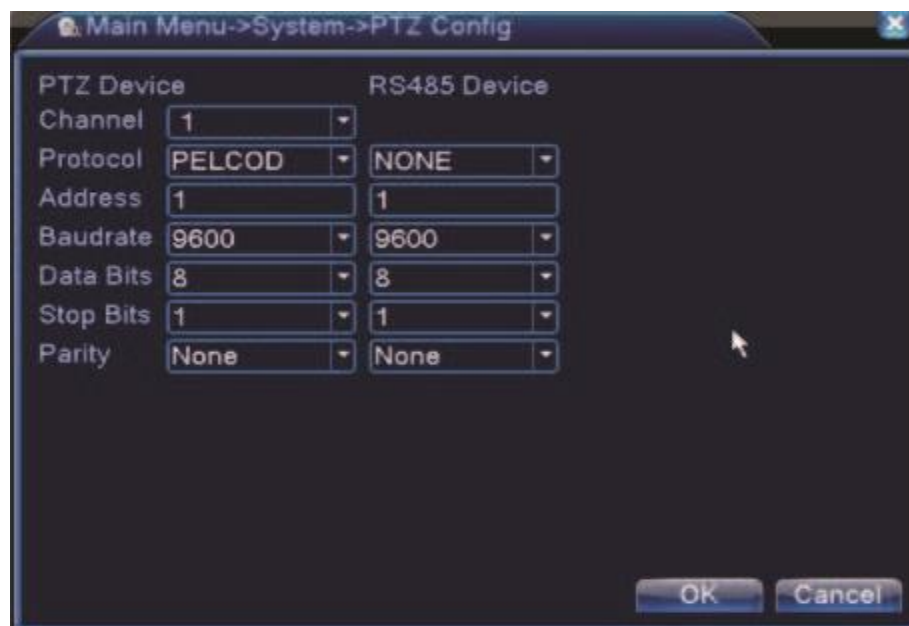 Main Menu->System->PTZ Config
PTZ Device RS485 Device
Channel 1
Protocol PELCOD NONE
Address 1 1
Baudrate 9600 9600
Data Bits 8 8
Stop Bits 1 1
Parity None None
OK Cancel